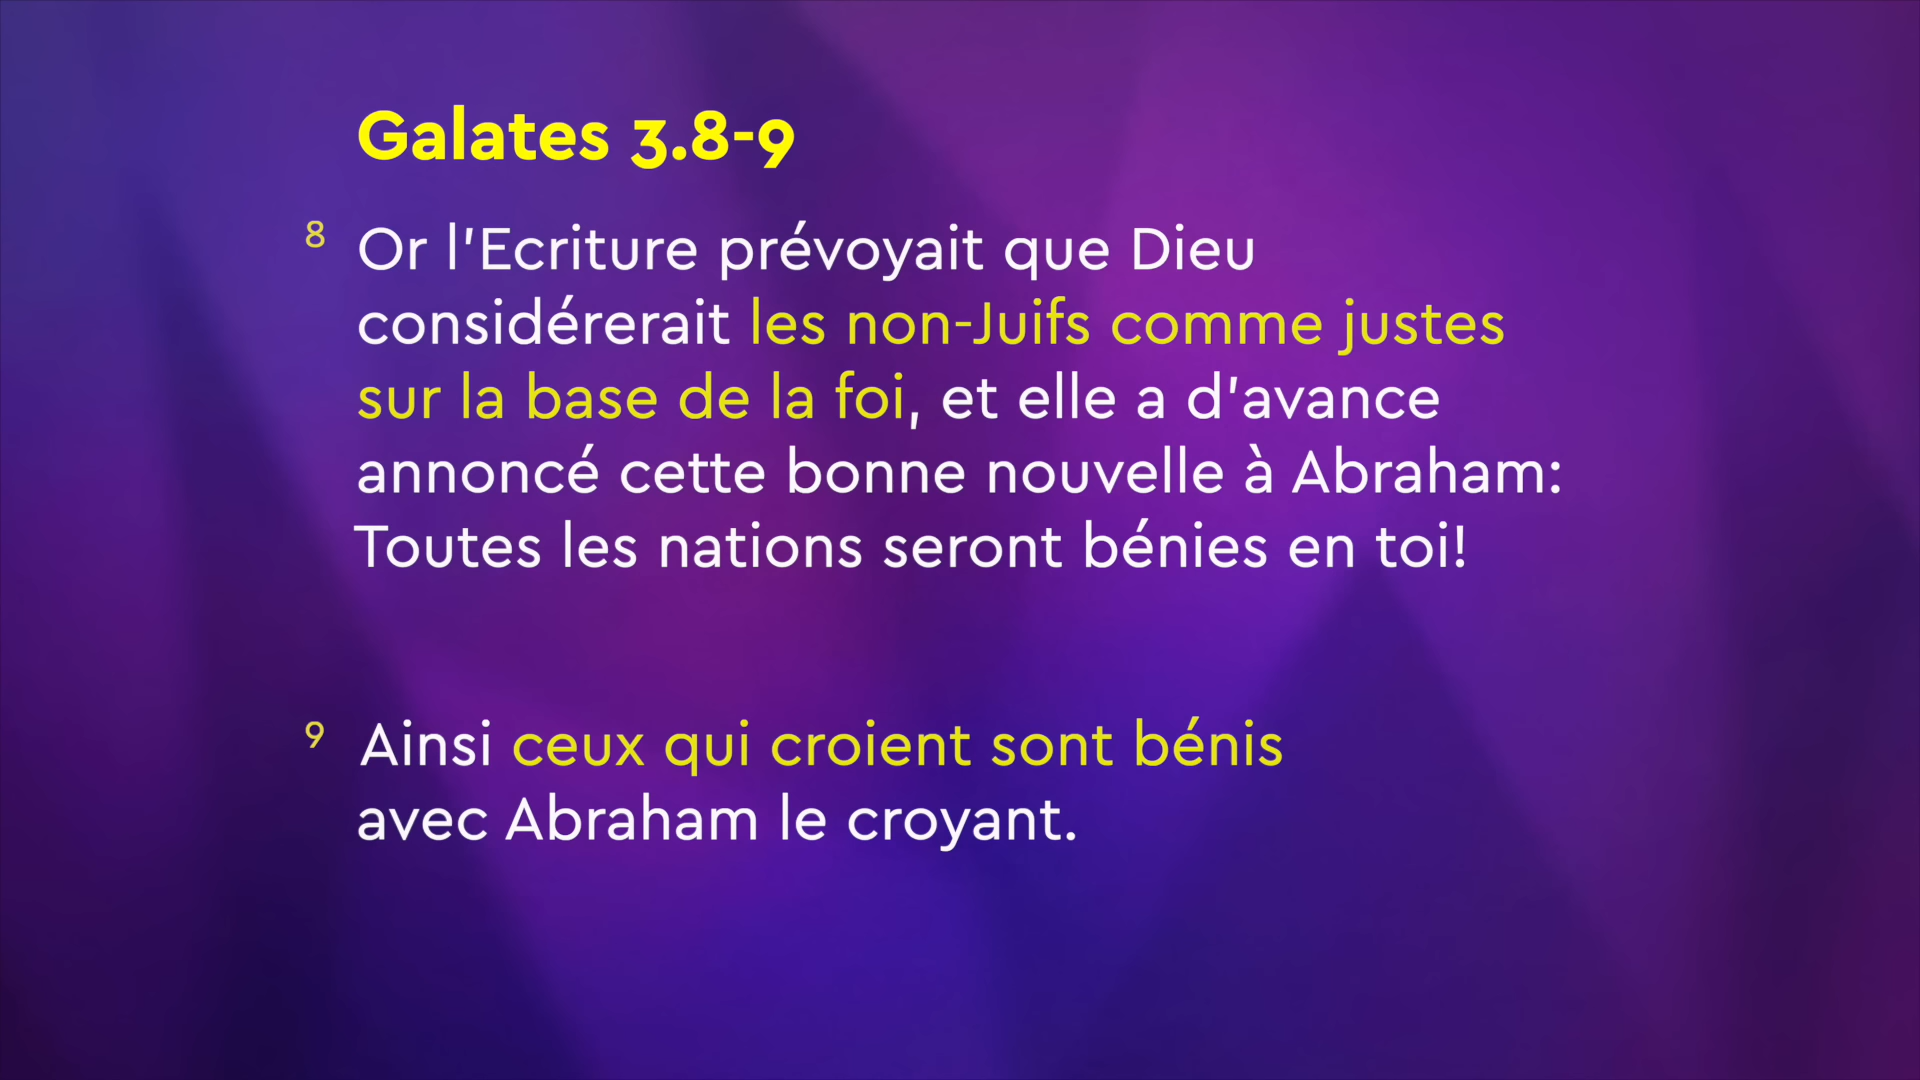 Galates 3.8-9
8 Or l'Ecriture prévoyait que Dieu
considérerait les non-Juifs comme justes
sur la base de la foi, et elle a d'avance
annoncé cette bonne nouvelle à Abraham:
Toutes les nations seront bénies en toi!
9 Ainsi ceux qui croient sont bénis
avec Abraham le croyant.